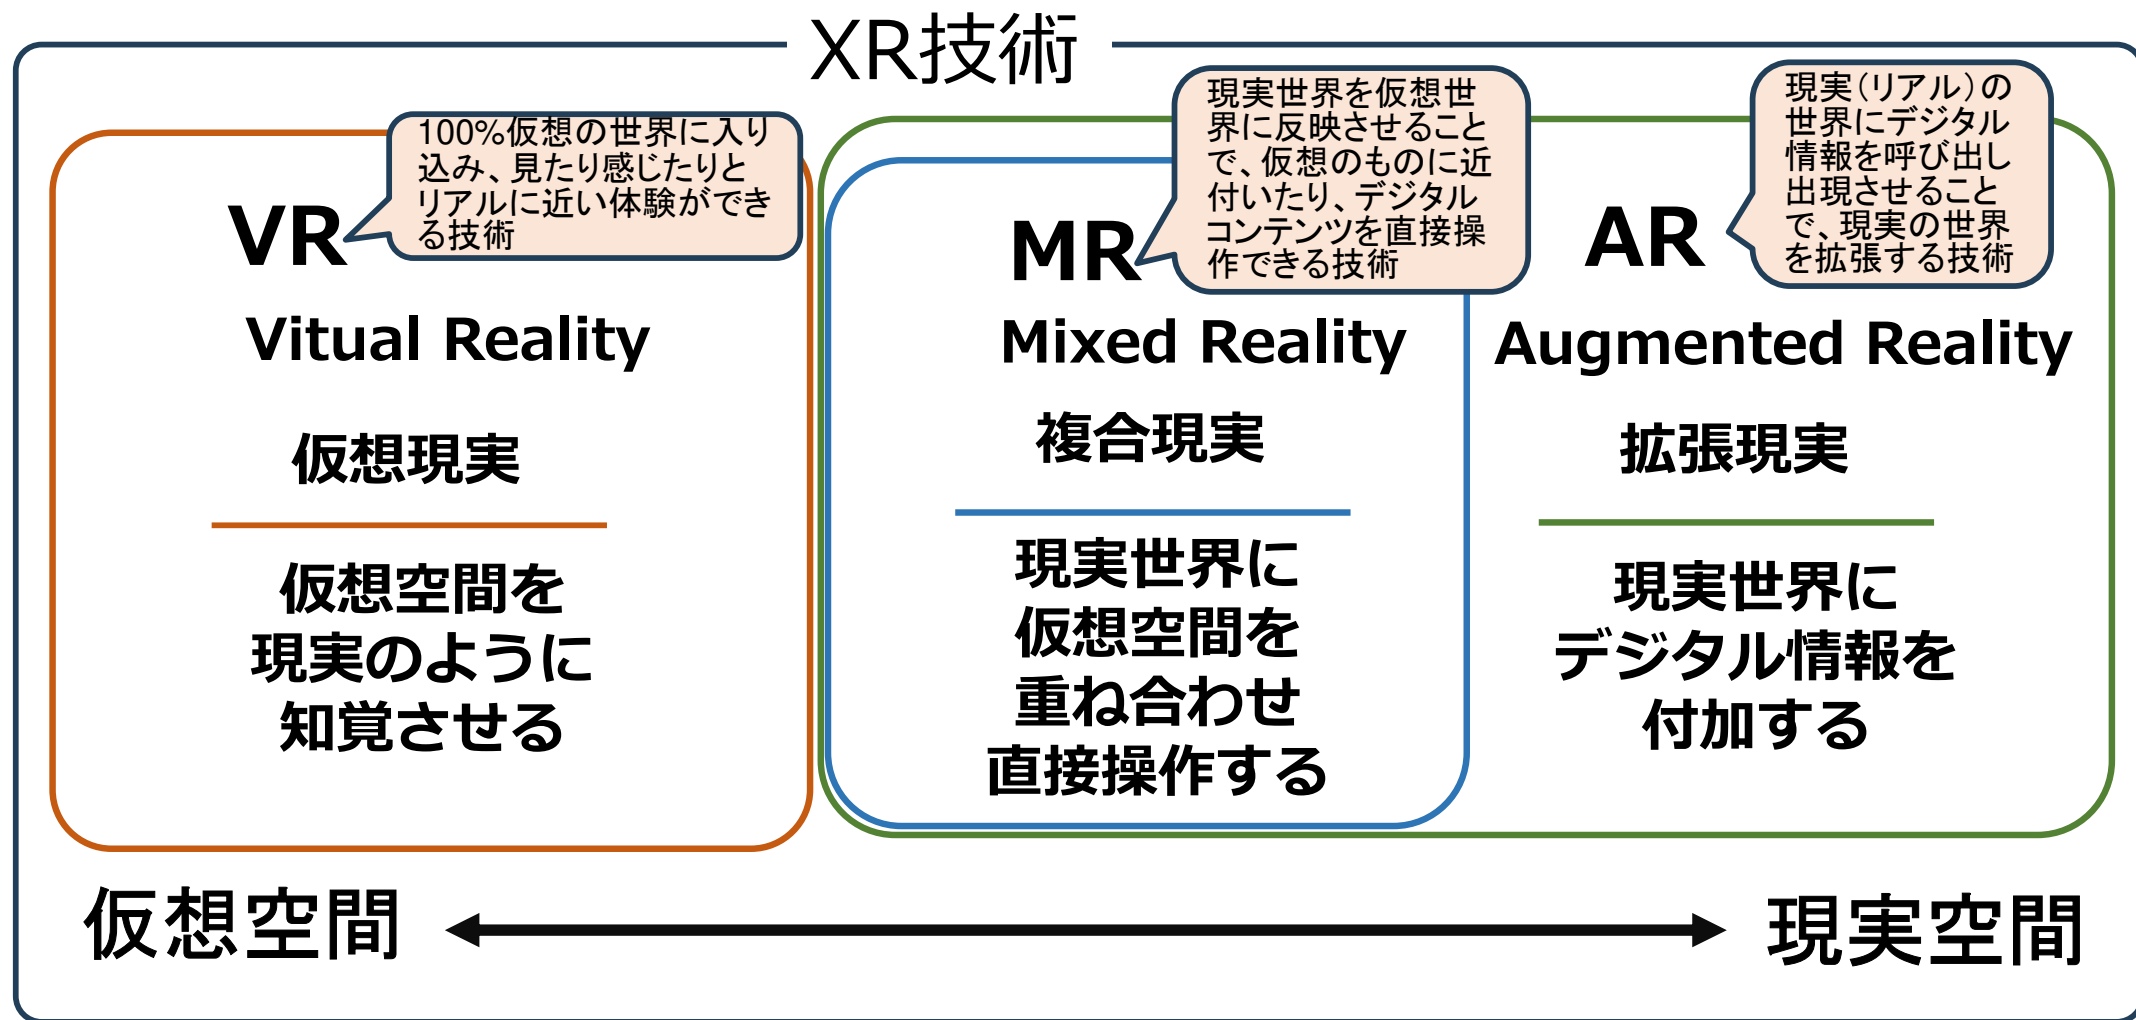 XR技術
100%仮想の世界に入り
込み、見たり感じたりと
リアルに近い体験ができ
る技術
VR
Vitual Reality
仮想現実
仮想空間を
現実のように
知覚させる
現実世界を仮想世
界に反映させること
で、仮想のものに近
付いたり、デジタル
コンテンツを直接操
作できる技術
MR
Mixed Reality
複合現実
現実世界に
仮想空間を
重ね合わせ
直接操作する
現実(リアル)の
世界にデジタル
情報を呼び出し
出現させること
で、現実の世界
を拡張する技術
AR
Augmented Reality
拡張現実
現実世界に
デジタル情報を
付加する
仮想空間
現実空間